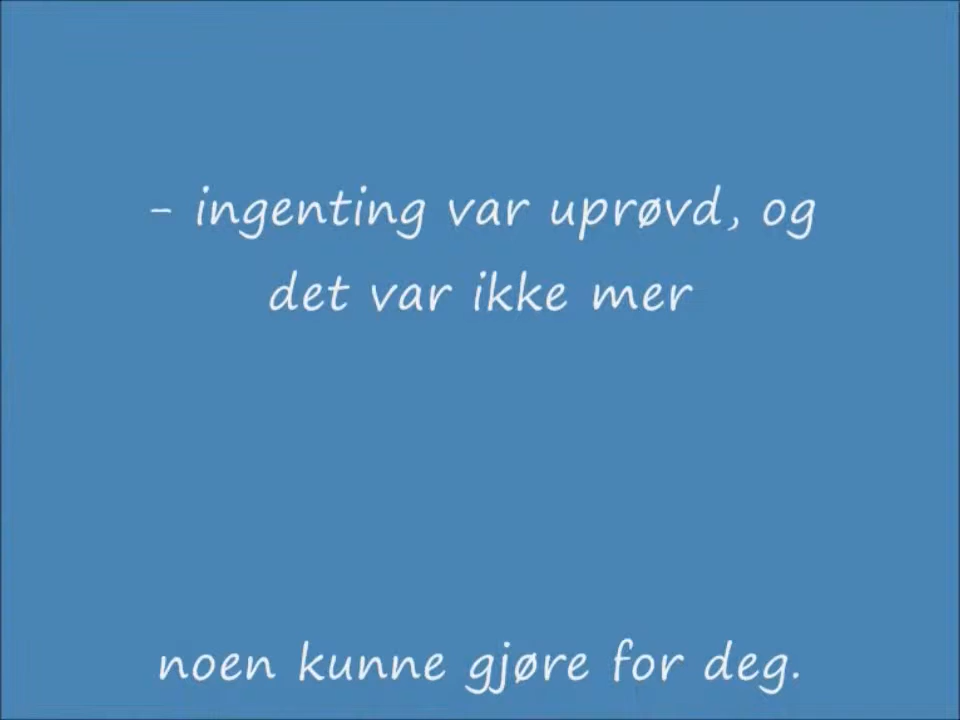 - ingenting var uprøvd, og
det var ikke mer
noen kunne gjøre for deg.